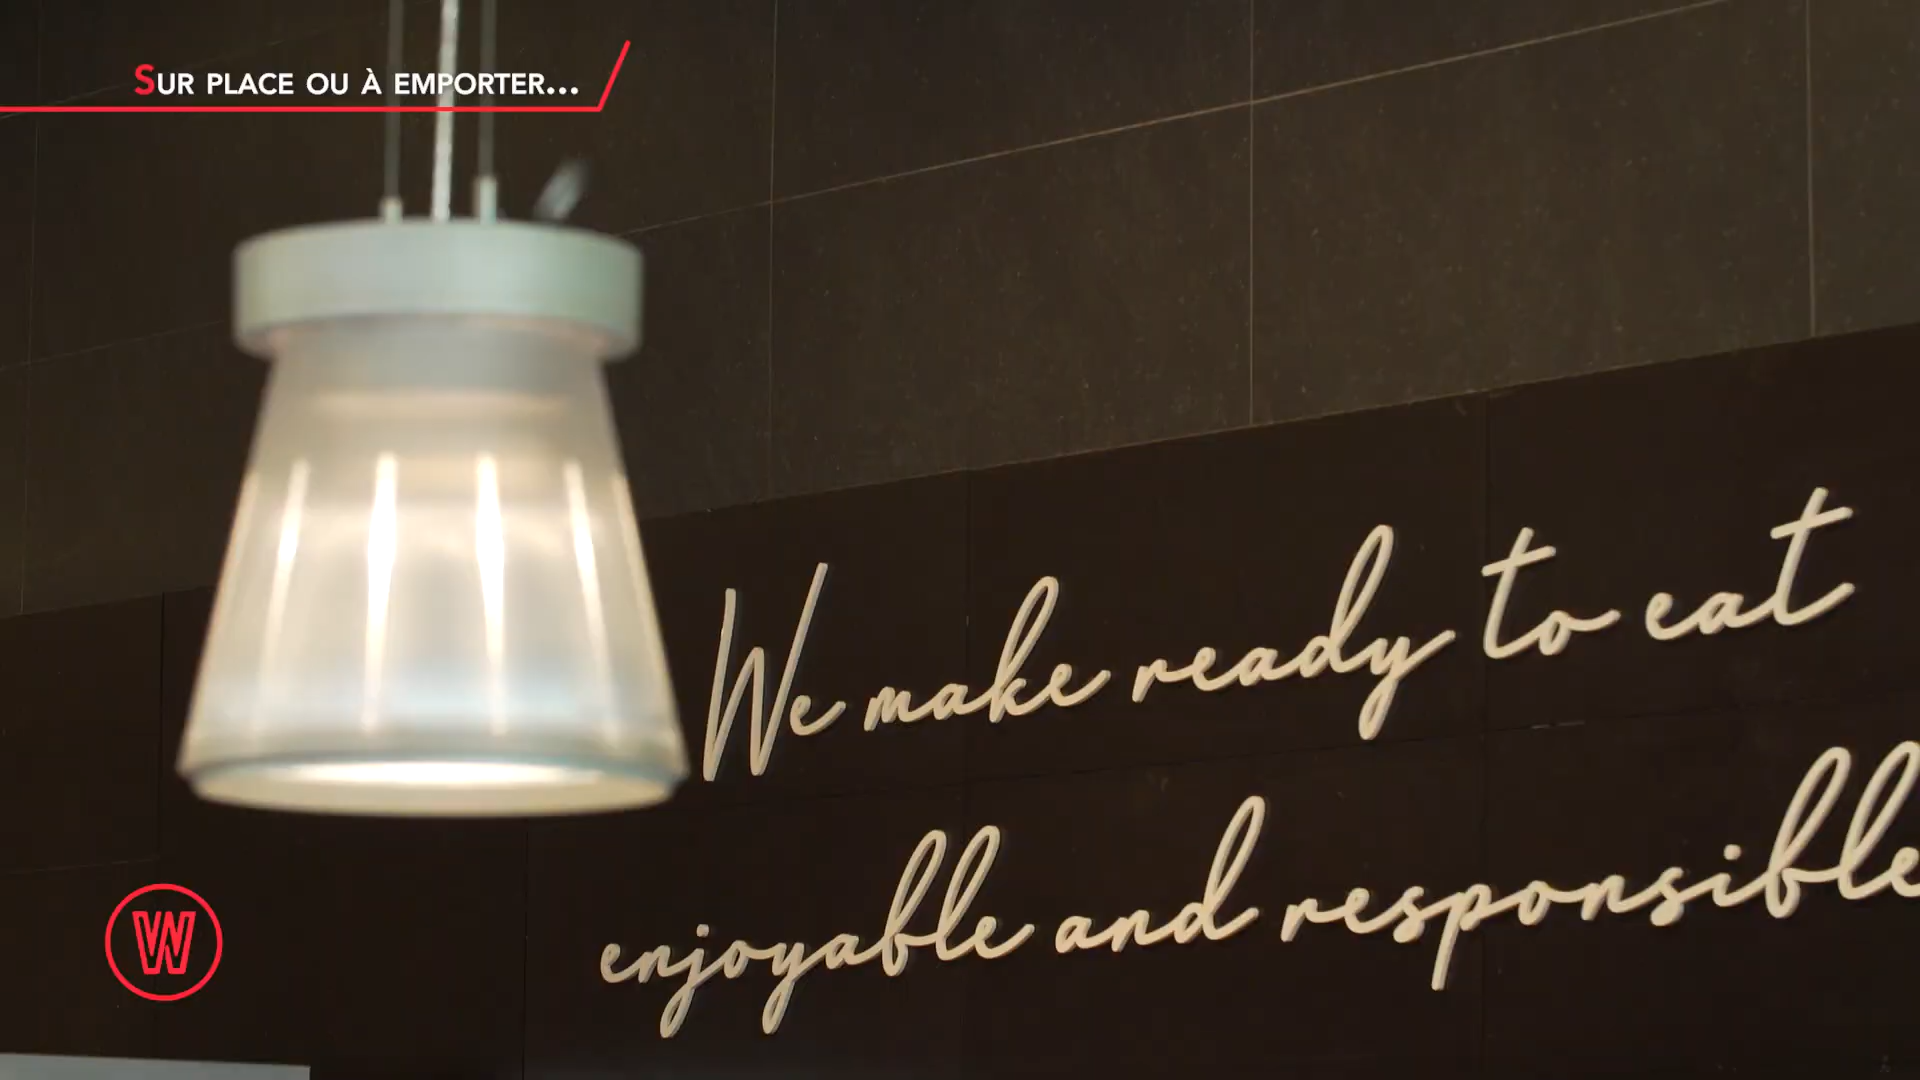 SUR PLACE OU À EMPORTER...
We make ready to eat
enjoyable and responsible
W